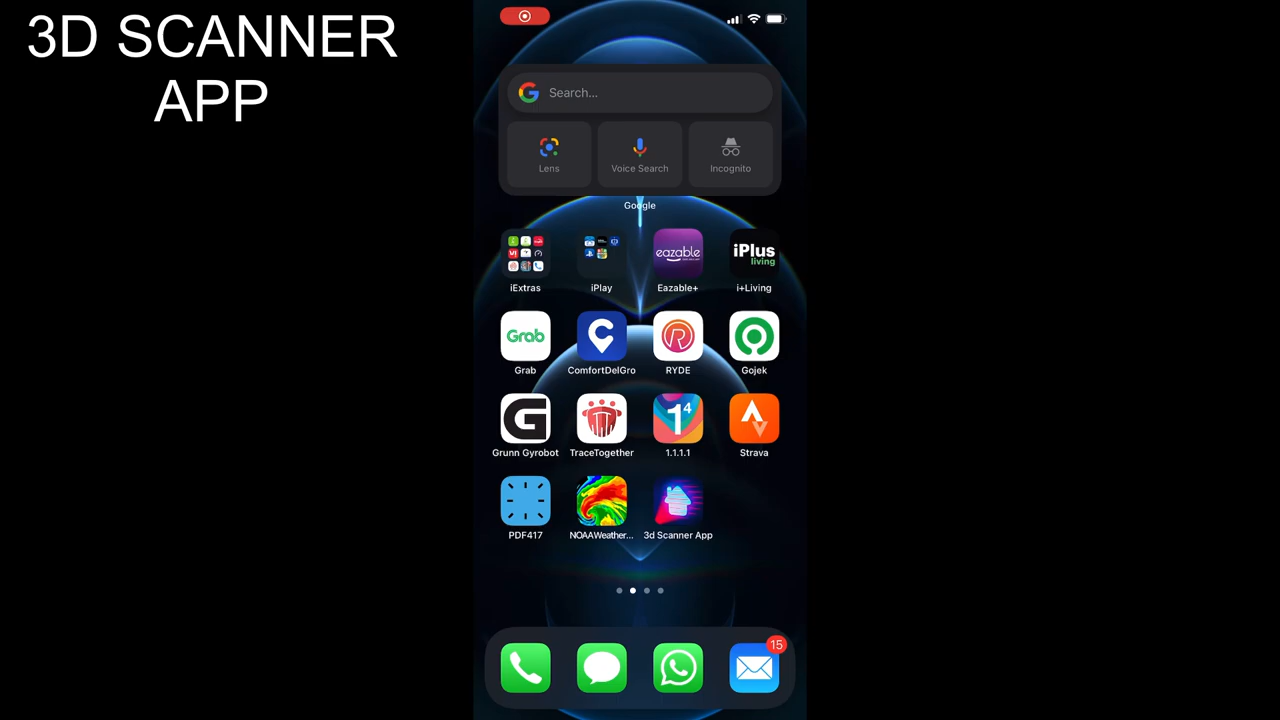 3D SCANNER
APP
Search...
Lens
Voice Search
Incognito
Google
eazable
iPlus
living
iExtras
iPlay
Eazable+
i+Living
Grab
Grab
ComfortDelGro
RYDE
Gojek
1⁴
Grunn Gyrobot
TraceTogether
1.1.1.1
Strava
PDF417
NOAAWeather...
3d Scanner App
15